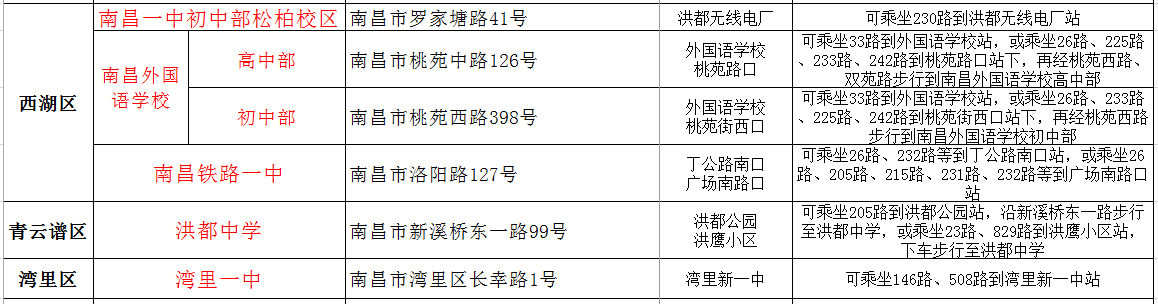 西湖区
南昌一中初中部松柏校区
南昌市罗家塘路41号
洪都无线电厂
可乘坐230路到洪都无线电厂站
南昌外国
语学校
高中部
南昌市桃苑中路126号
外国语学校
桃苑路口
可乘坐33路到外国语学校站，或乘坐26路、225路
、233路、242路到桃苑路口站下，再经桃苑西路、
双苑路步行到南昌外国语学校高中部
初中部
南昌市桃苑西路398号
外国语学校
桃苑街西口
可乘坐33路到外国语学校站，或乘坐26路、233路
、225路、242路到桃苑街西口站下，再经桃苑西路
步行到南昌外国语学校初中部
南昌铁路一中
南昌市洛阳路127号
丁公路南口
广场南路口
可乘坐26路、232路等到丁公路南口站，或乘坐26
路、205路、215路、231路、232路等到广场南路口
站
青云谱区
洪都中学
南昌市新溪桥东一路99号
洪都公园
洪鹰小区
可乘坐205路到洪都公园站，沿新溪桥东一路步行
至洪都中学，或乘坐23路、829路到洪鹰小区站，
下车步行至洪都中学
湾里区
湾里一中
南昌市湾里区长幸路1号
湾里新一中
可乘坐146路、508路到湾里新一中站